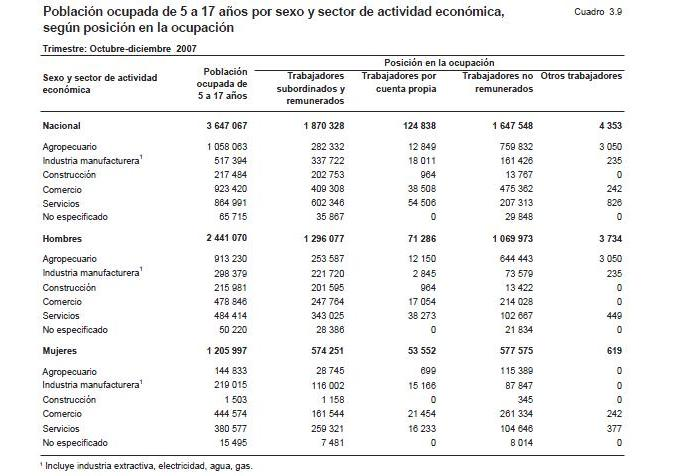 Población ocupada de 5 a 17 años por sexo y sector de actividad económica, Cuadro 3.9
según posición en la ocupación
Trimestre: Octubre-diciembre 2007
Sexo y sector de actividad económica Población ocupada de 5 a 17 años Posición en la ocupación
Trabajadores subordinados y remunerados Trabajadores por cuenta propia Trabajadores no remunerados Otros trabajadores
Nacional 3 647 067 1 870 328 124 838 1 647 548 4 353
Agropecuario 1 058 063 282 332 12 849 759 832 3 050
Industria manufacturera¹ 517 394 337 722 18 011 161 426 235
Construcción 217 484 202 753 964 13 767 0
Comercio 923 420 409 308 38 508 475 362 242
Servicios 864 991 602 346 54 506 207 313 826
No especificado 65 715 35 867 0 29 848 0
Hombres 2 441 070 1 296 077 71 286 1 069 973 3 734
Agropecuario 913 230 253 587 12 150 644 443 3 050
Industria manufacturera¹ 298 379 221 720 2 845 73 579 235
Construcción 215 981 201 595 964 13 422 0
Comercio 478 846 247 764 17 054 214 028 0
Servicios 484 414 343 025 38 273 102 667 449
No especificado 50 220 28 386 0 21 834 0
Mujeres 1 205 997 574 251 53 552 577 575 619
Agropecuario 144 833 28 745 699 115 389 0
Industria manufacturera¹ 219 015 116 002 15 166 87 847 0
Construcción 1 503 1 158 0 345 0
Comercio 444 574 161 544 21 454 261 334 242
Servicios 380 577 259 321 16 233 104 646 377
No especificado 15 495 7 481 0 8 014 0
¹ Incluye industria extractiva, electricidad, agua, gas.